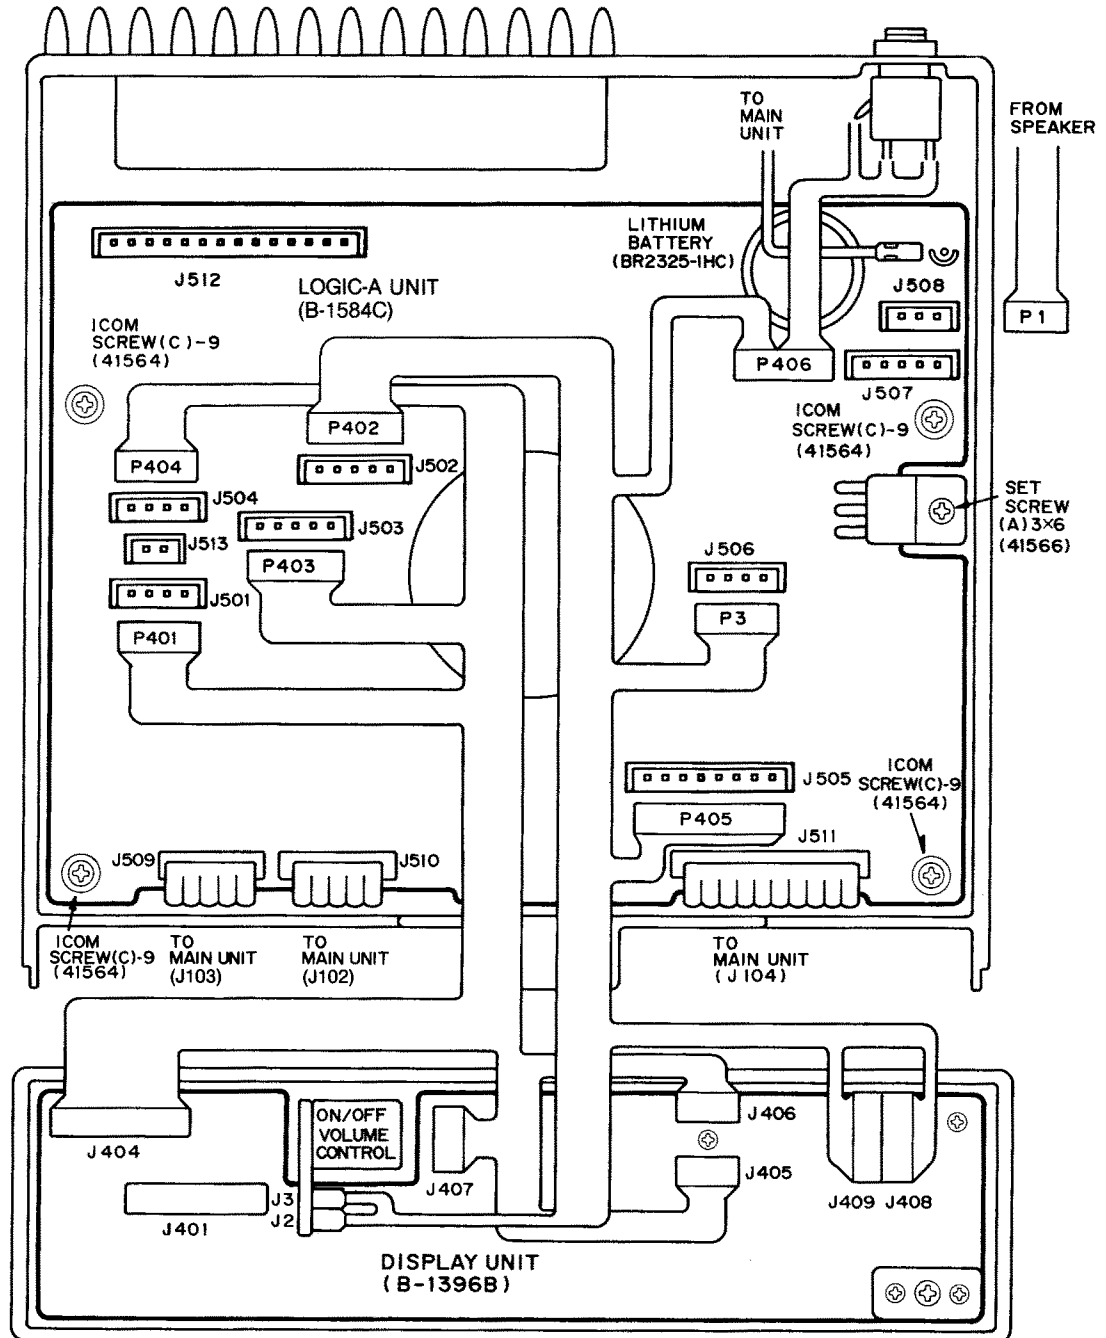 TO
MAIN
UNIT
FROM
SPEAKER
LITHIUM
BATTERY
(BR2325-1HC)
J512
LOGIC-A UNIT
(B-1584C)
J508
P1
ICOM
SCREW(C)-9
(41564)
P406
J507
ICOM
SCREW(C)-9
(41564)
P402
P404
J502
J504
SET
SCREW
(A)3×6
(41566)
J503
J513
J506
P403
J501
P3
P401
J505
ICOM
SCREW(C)-9
(41564)
P405
J511
J509
J510
ICOM
SCREW(C)-9
(41564)
TO
MAIN UNIT
(J103)
TO
MAIN UNIT
(J102)
TO
MAIN UNIT
(J104)
ON/OFF
VOLUME
CONTROL
J406
J404
J407
J405
J3
J2
J401
J409
J408
DISPLAY UNIT
(B-1396B)